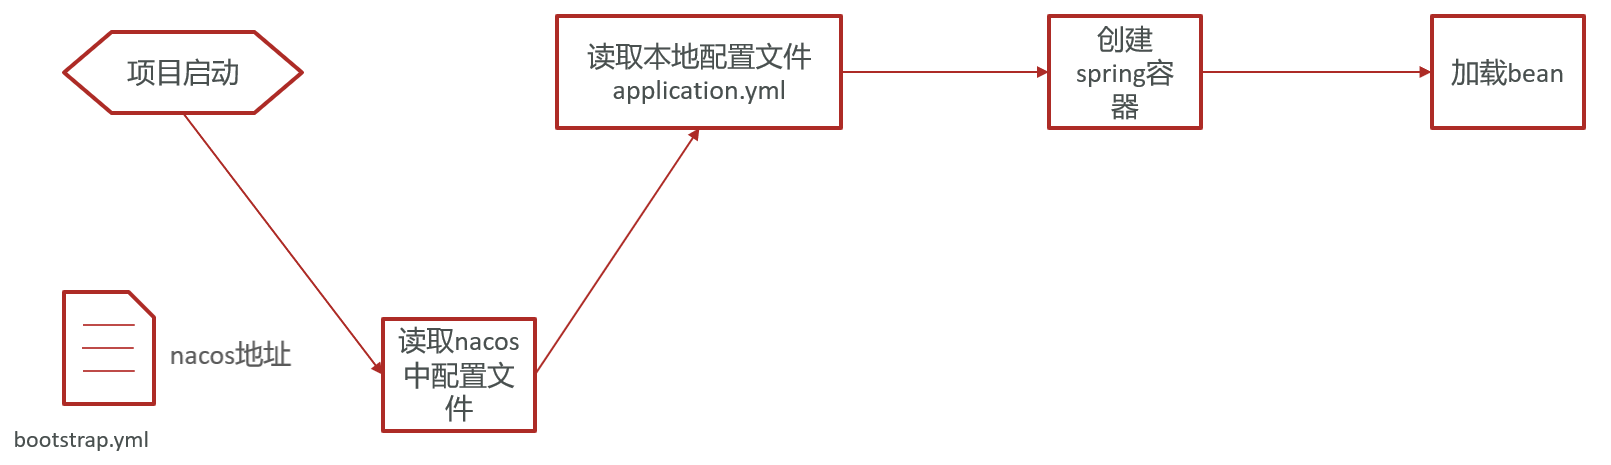 项目启动
读取本地配置文件
application.yml
创建
spring容
器
加载bean
nacos地址
bootstrap.yml
读取nacos
中配置文
件